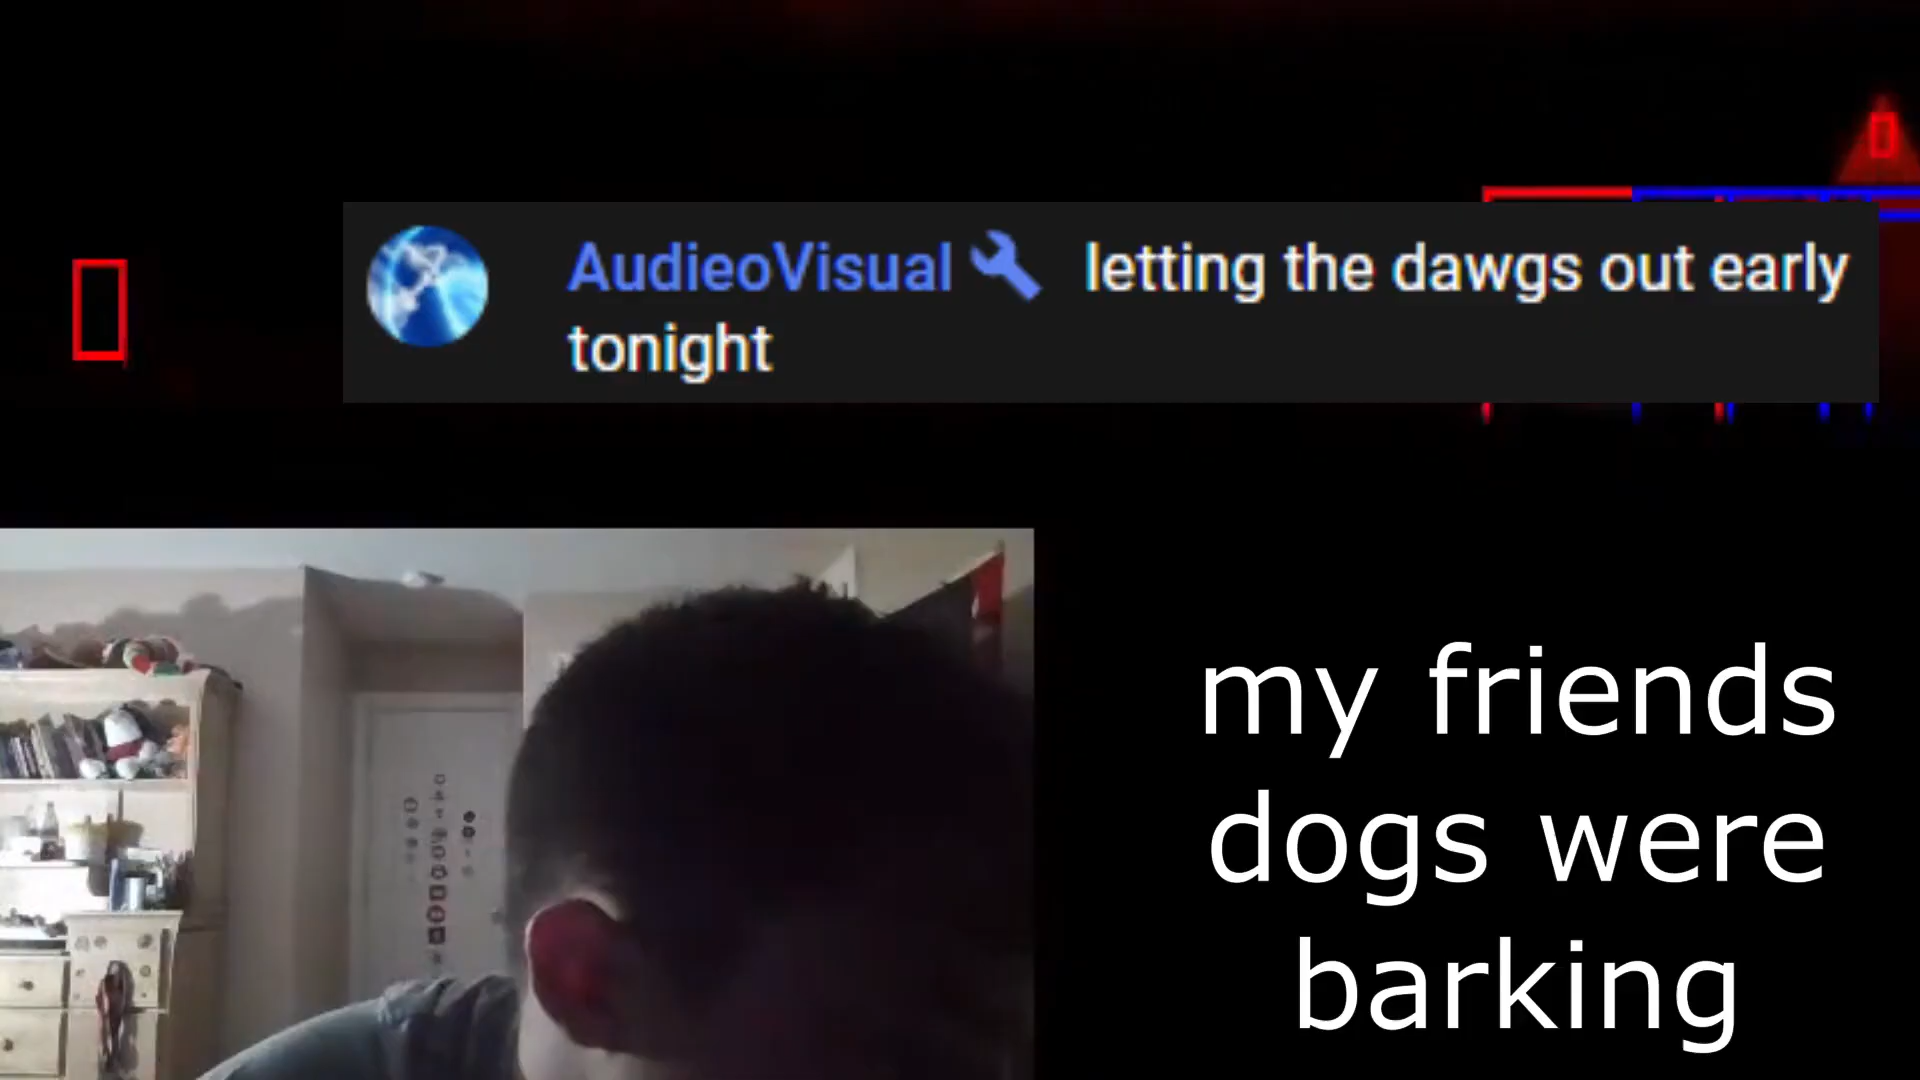 AudieoVisual letting the dawgs out early
tonight
my friends
dogs were
barking